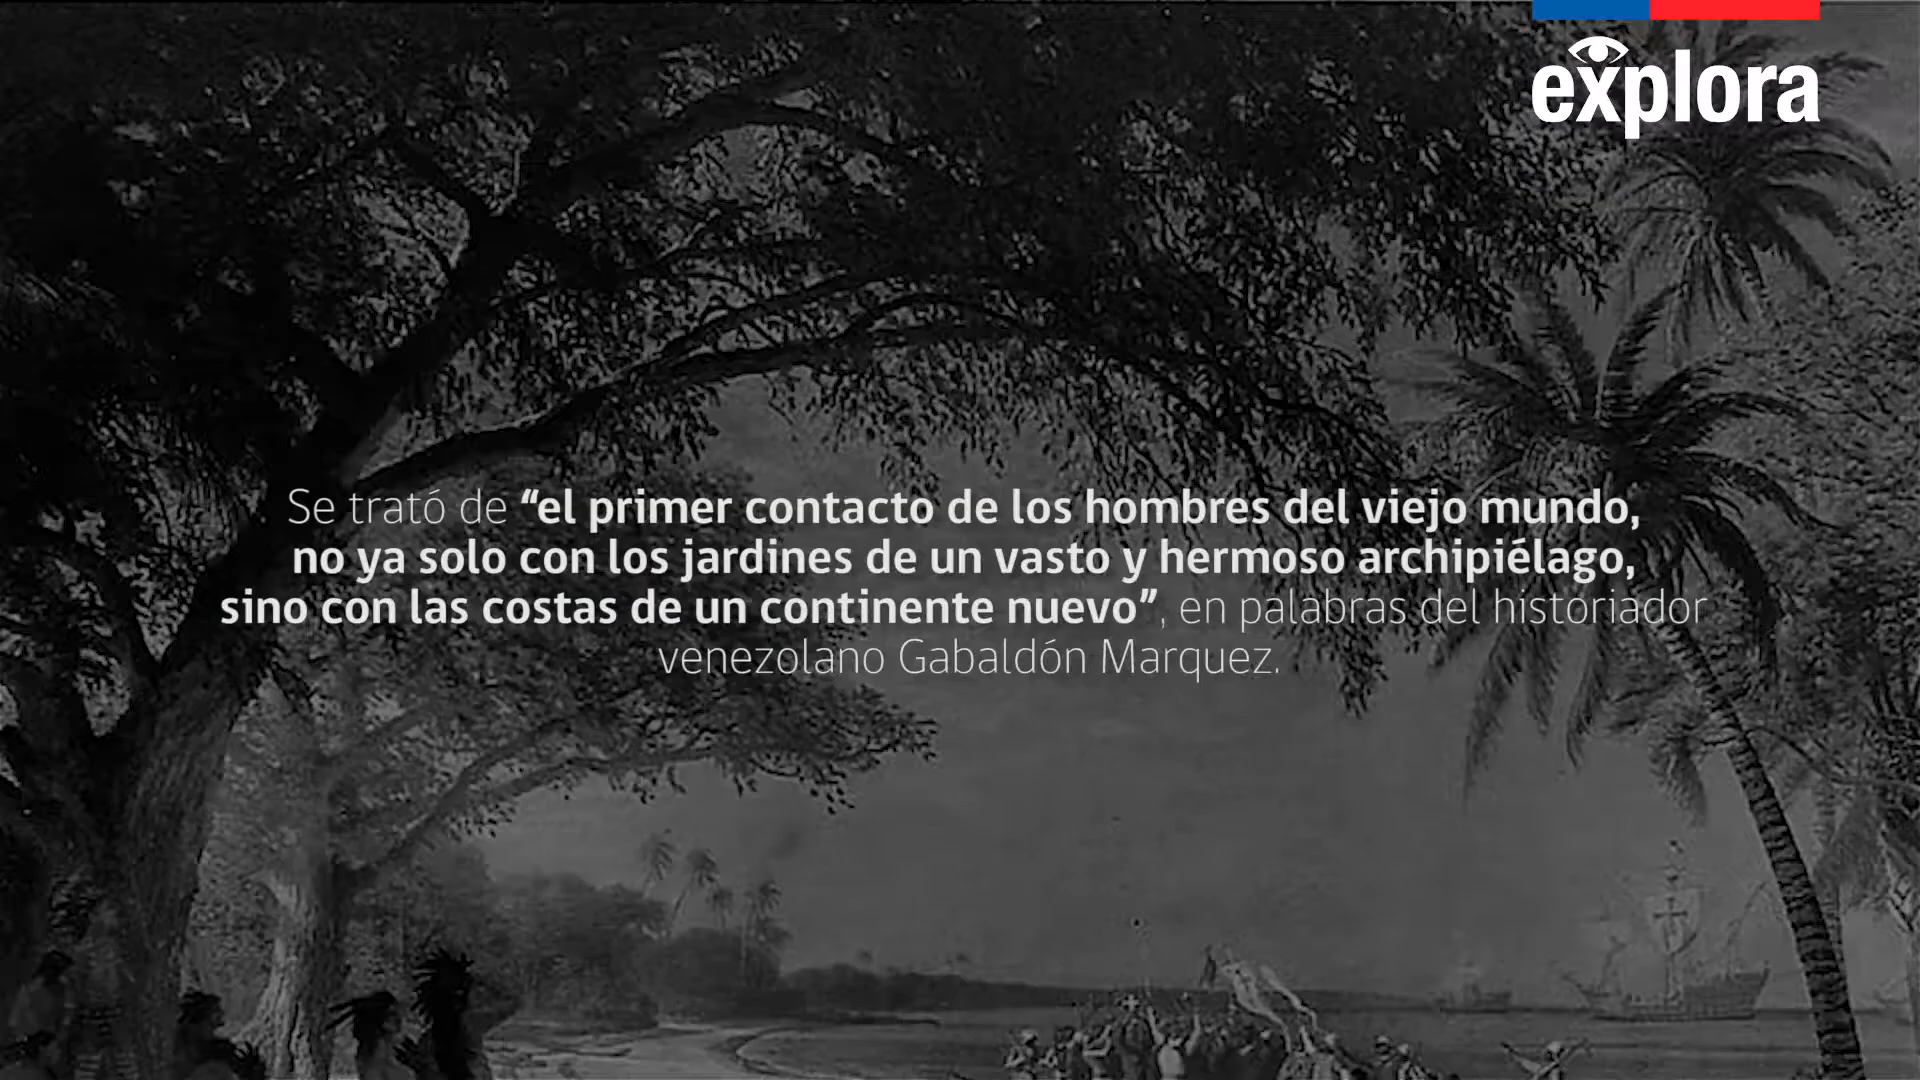 explora
Se trató de “el primer contacto de los hombres del viejo mundo,
no ya solo con los jardines de un vasto y hermoso archipiélago,
sino con las costas de un continente nuevo”, en palabras del historiador
venezolano Gabaldón Marquez.